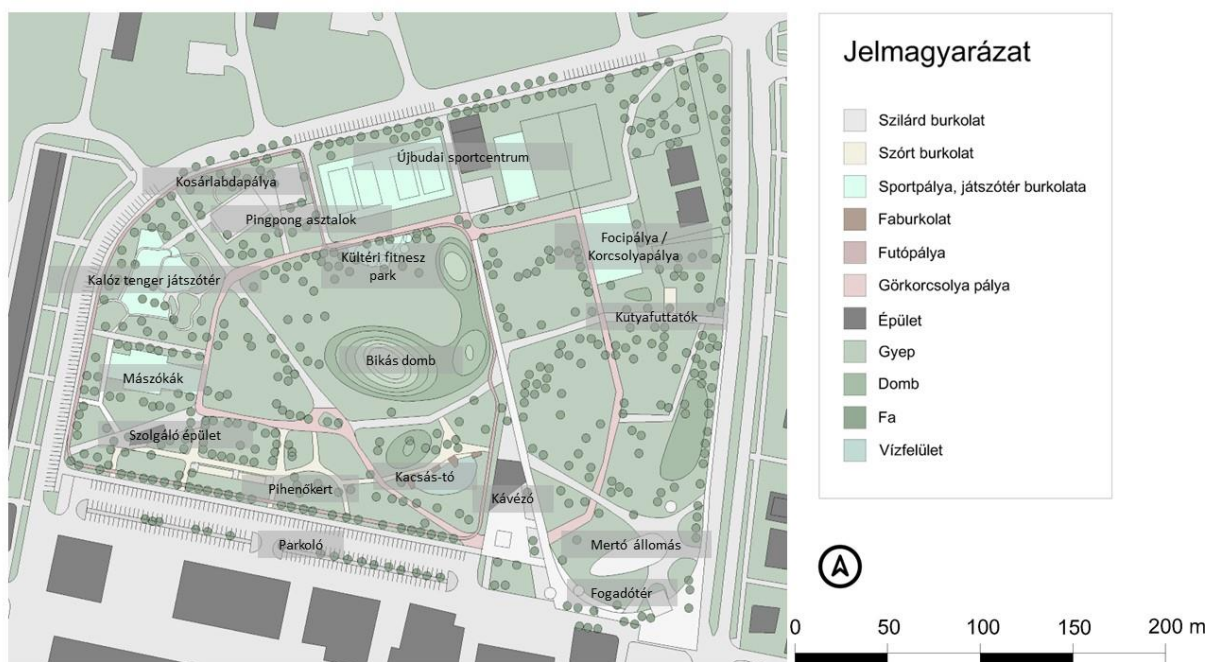 Újbudai sportcentrum
Kosárlabdapálya
Pingpong asztalok
Kültéri fitnesz
park
Focipálya /
Korcsolyapálya
Kalóz tenger játszótér
Kutyafuttatók
Bikás domb
Mászókák
Szolgáló épület
Kacsás-tó
Pihenőkert
Kávézó
Parkoló
Mertó állomás
Fogadótér
Jelmagyarázat
Szilárd burkolat
Szórt burkolat
Sportpálya, játszótér burkolata
Faburkolat
Futópálya
Görkorcsolya pálya
Épület
Gyep
Domb
Fa
Vízfelület
0 50 100 150 200 m